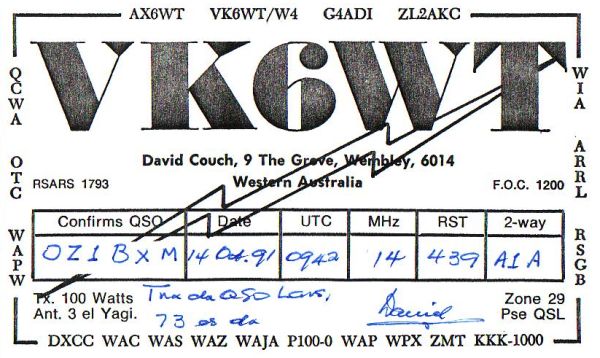 AX6WT VK6WT/W4 G4ADI ZL2AKC
QCWA
OTC
WAPW
WIA
ARRL
RSGB
VK6WT
David Couch, 9 The Grove, Wembley, 6014
Western Australia
RSARS 1793
F.O.C. 1200
Confirms QSO Date UTC MHz RST 2-way
OZ1BXM 14 Oct. 91 0942 14 439 A1A
Tx. 100 Watts
Ant. 3 el Yagi.
Tnx da QSO Lars,
73 es da
David
Zone 29
Pse QSL
DXCC WAC WAS WAZ WAJA P100-0 WAP WPX ZMT KKK-1000